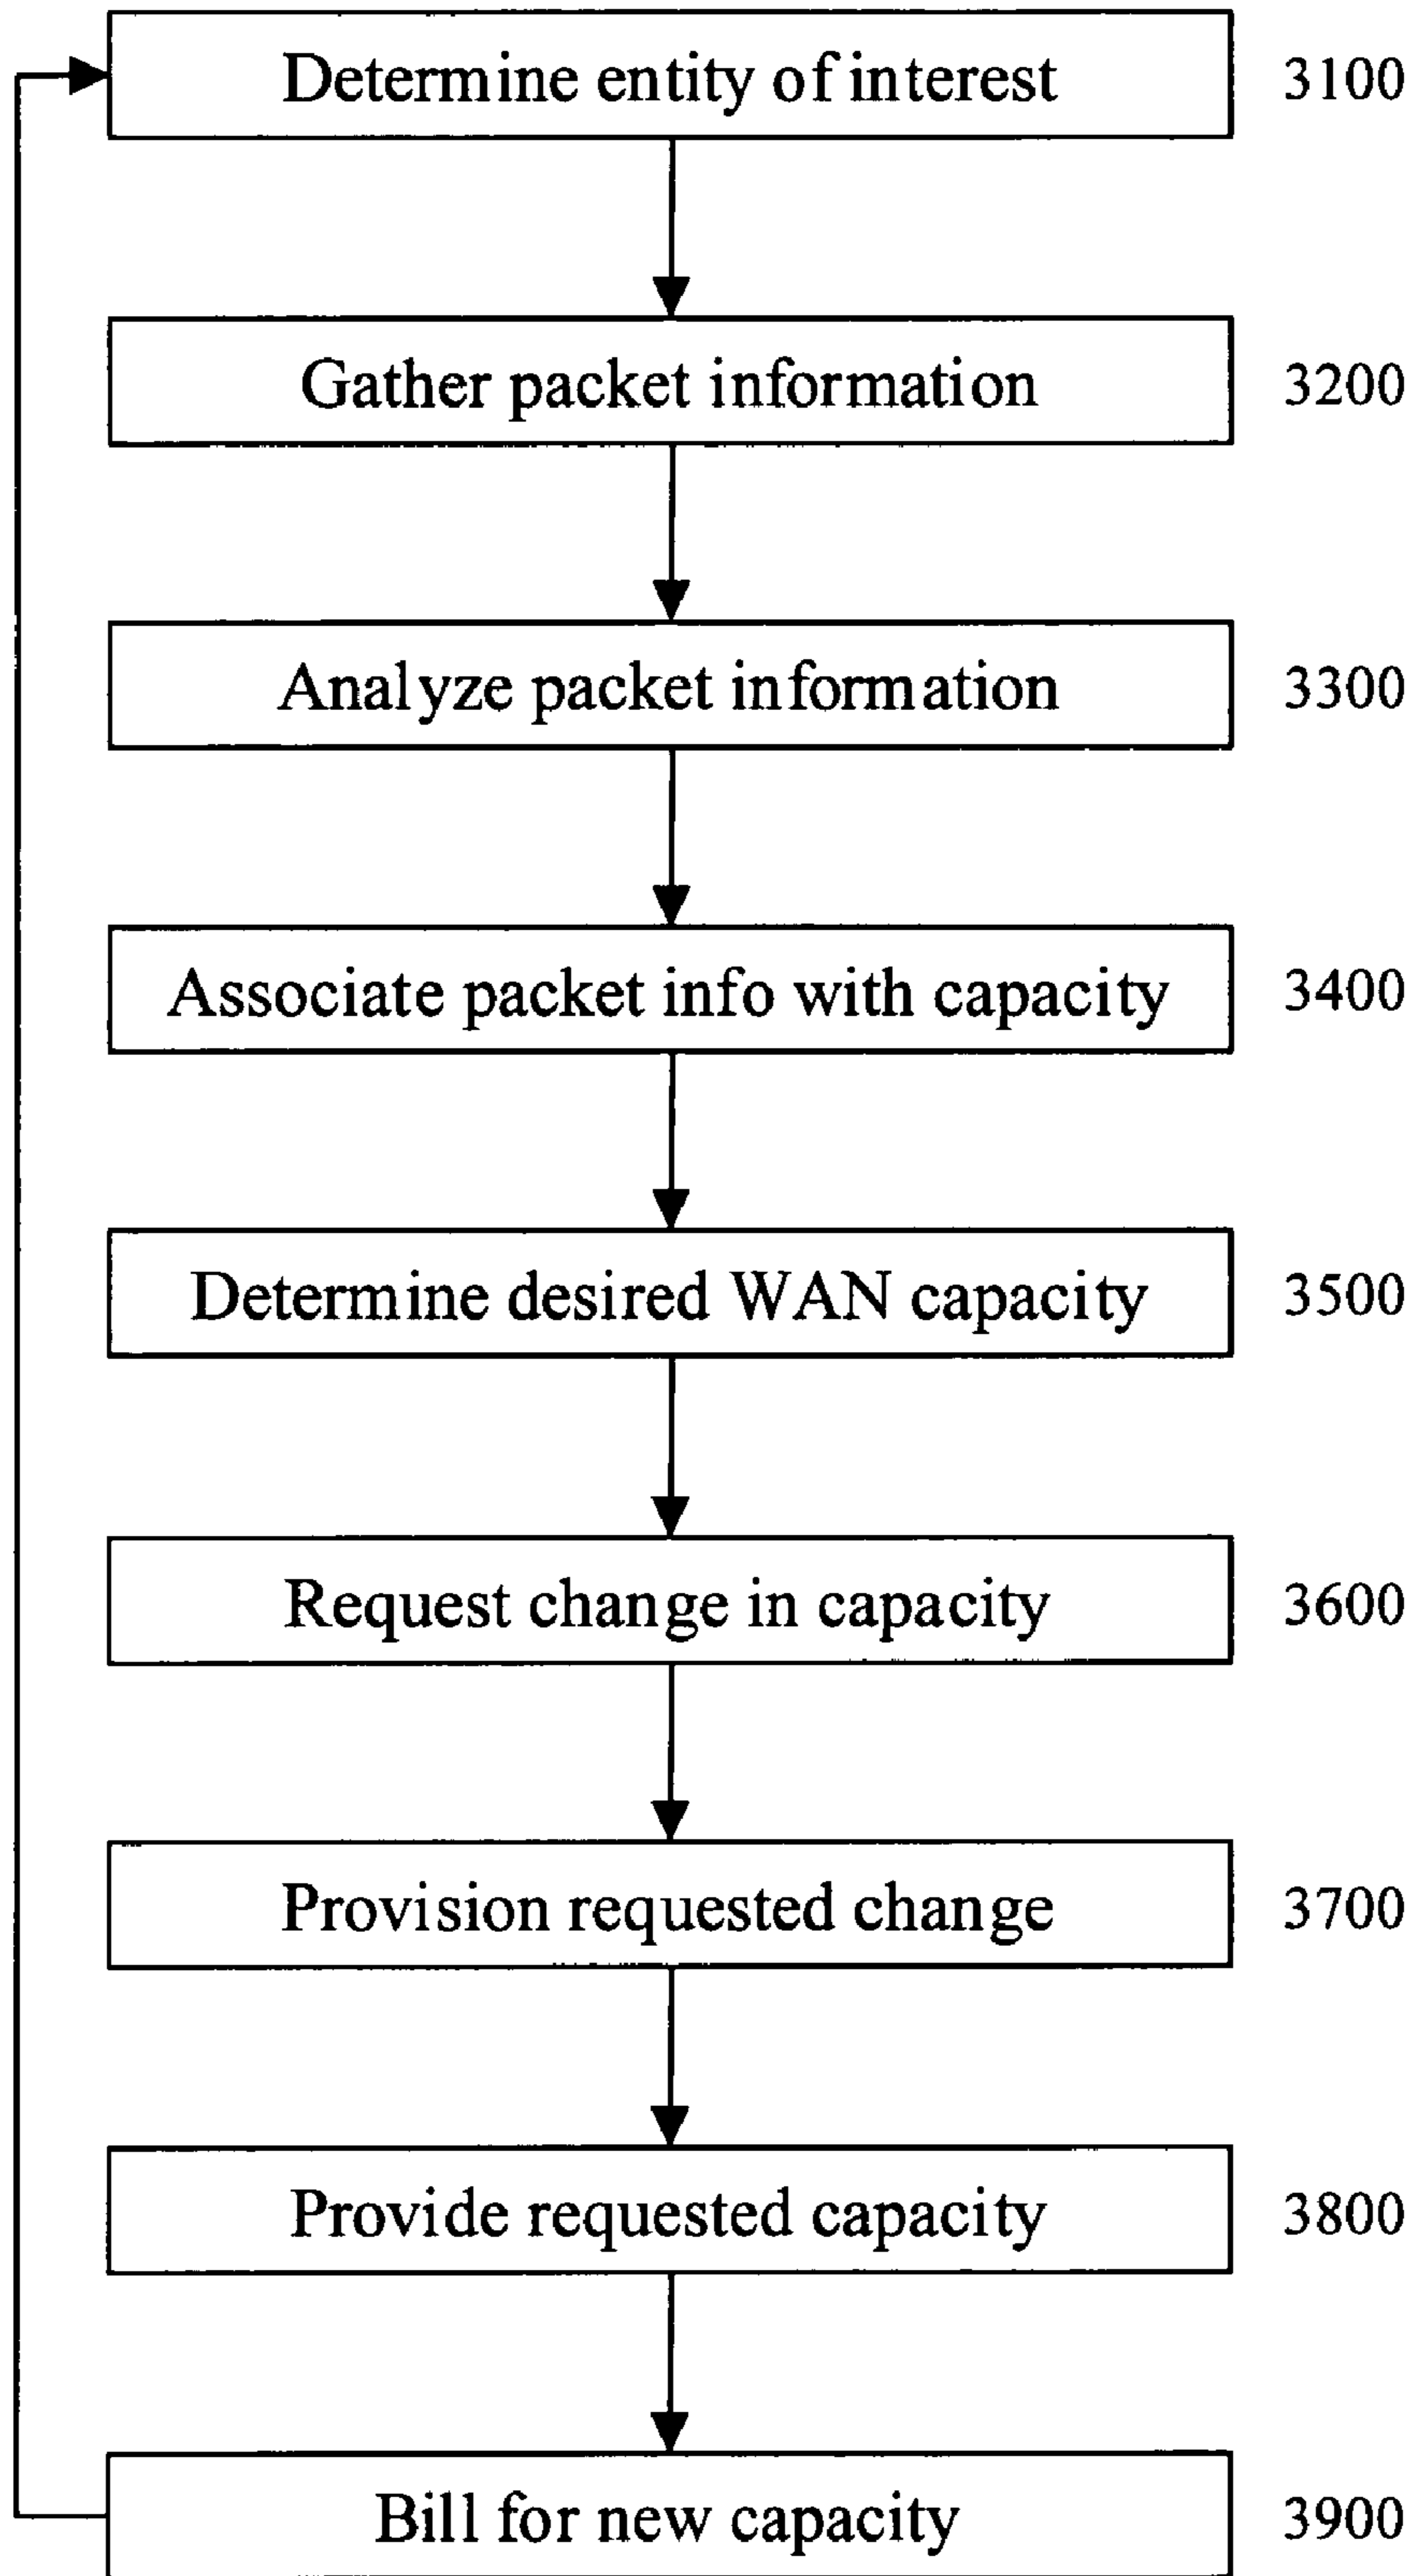 Determine entity of interest 3100
Gather packet information 3200
Analyze packet information 3300
Associate packet info with capacity 3400
Determine desired WAN capacity 3500
Request change in capacity 3600
Provision requested change 3700
Provide requested capacity 3800
Bill for new capacity 3900